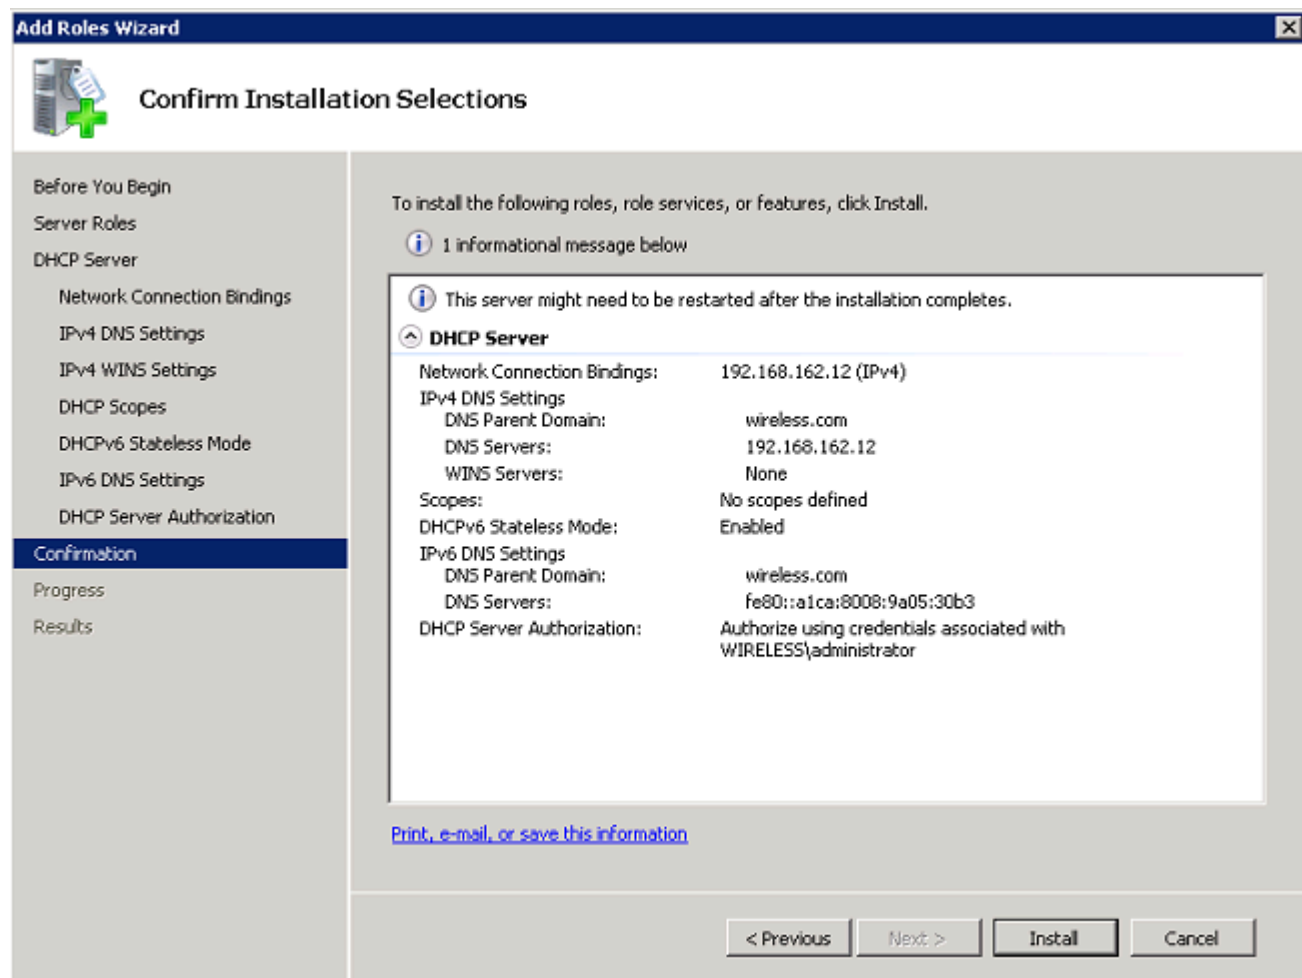 Add Roles Wizard
Confirm Installation Selections
Before You Begin
Server Roles
DHCP Server
Network Connection Bindings
IPv4 DNS Settings
IPv4 WINS Settings
DHCP Scopes
DHCPv6 Stateless Mode
IPv6 DNS Settings
DHCP Server Authorization
Confirmation
Progress
Results
To install the following roles, role services, or features, click Install.
1 informational message below
This server might need to be restarted after the installation completes.
DHCP Server
Network Connection Bindings: 192.168.162.12 (IPv4)
IPv4 DNS Settings
DNS Parent Domain: wireless.com
DNS Servers: 192.168.162.12
WINS Servers: None
Scopes: No scopes defined
DHCPv6 Stateless Mode: Enabled
IPv6 DNS Settings
DNS Parent Domain: wireless.com
DNS Servers: fe80::a1ca:8008:9a05:30b3
DHCP Server Authorization: Authorize using credentials associated with
WIRELESS\administrator
Print, e-mail, or save this information
< Previous Next > Install Cancel